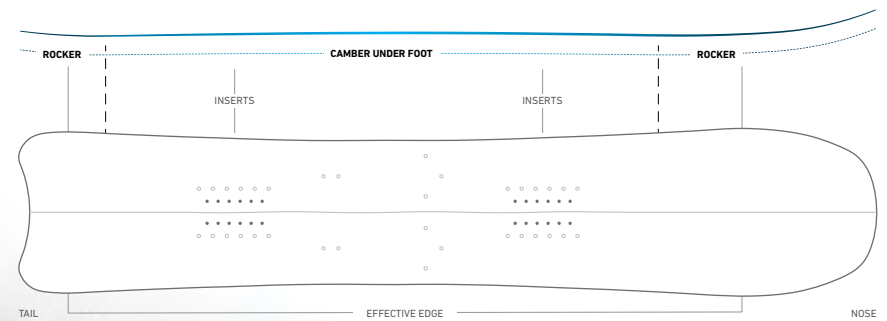 ROCKER CAMBER UNDER FOOT ROCKER
INSERTS INSERTS
TAIL EFFECTIVE EDGE NOSE